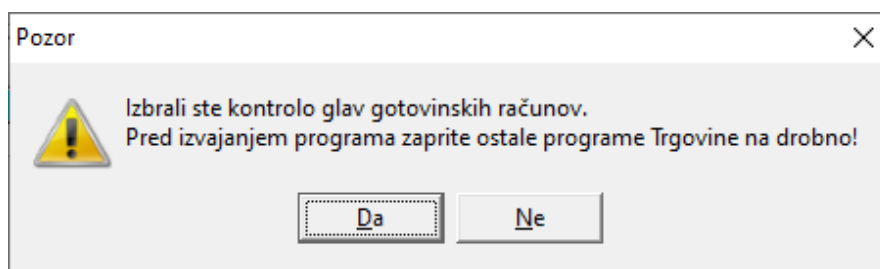 Pozor
Izbrali ste kontrolo glav gotovinskih računov.
Pred izvajanjem programa zaprite ostale programe Trgovine na drobno!
Da
Ne